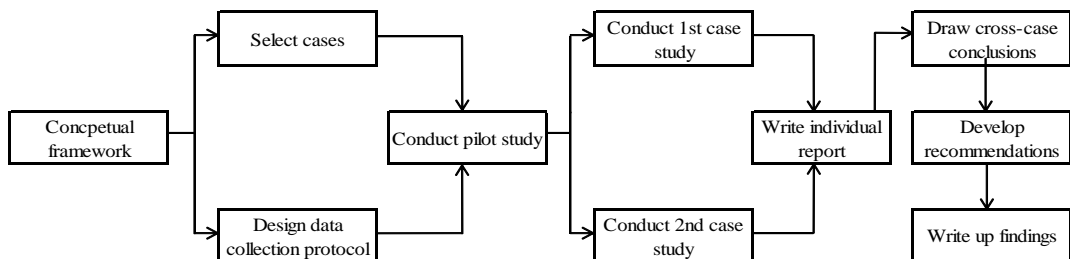 Concpetual
framework
Select cases
Design data
collection protocol
Conduct pilot study
Conduct 1st case
study
Conduct 2nd case
study
Write individual
report
Draw cross-case
conclusions
Develop
recommendations
Write up findings